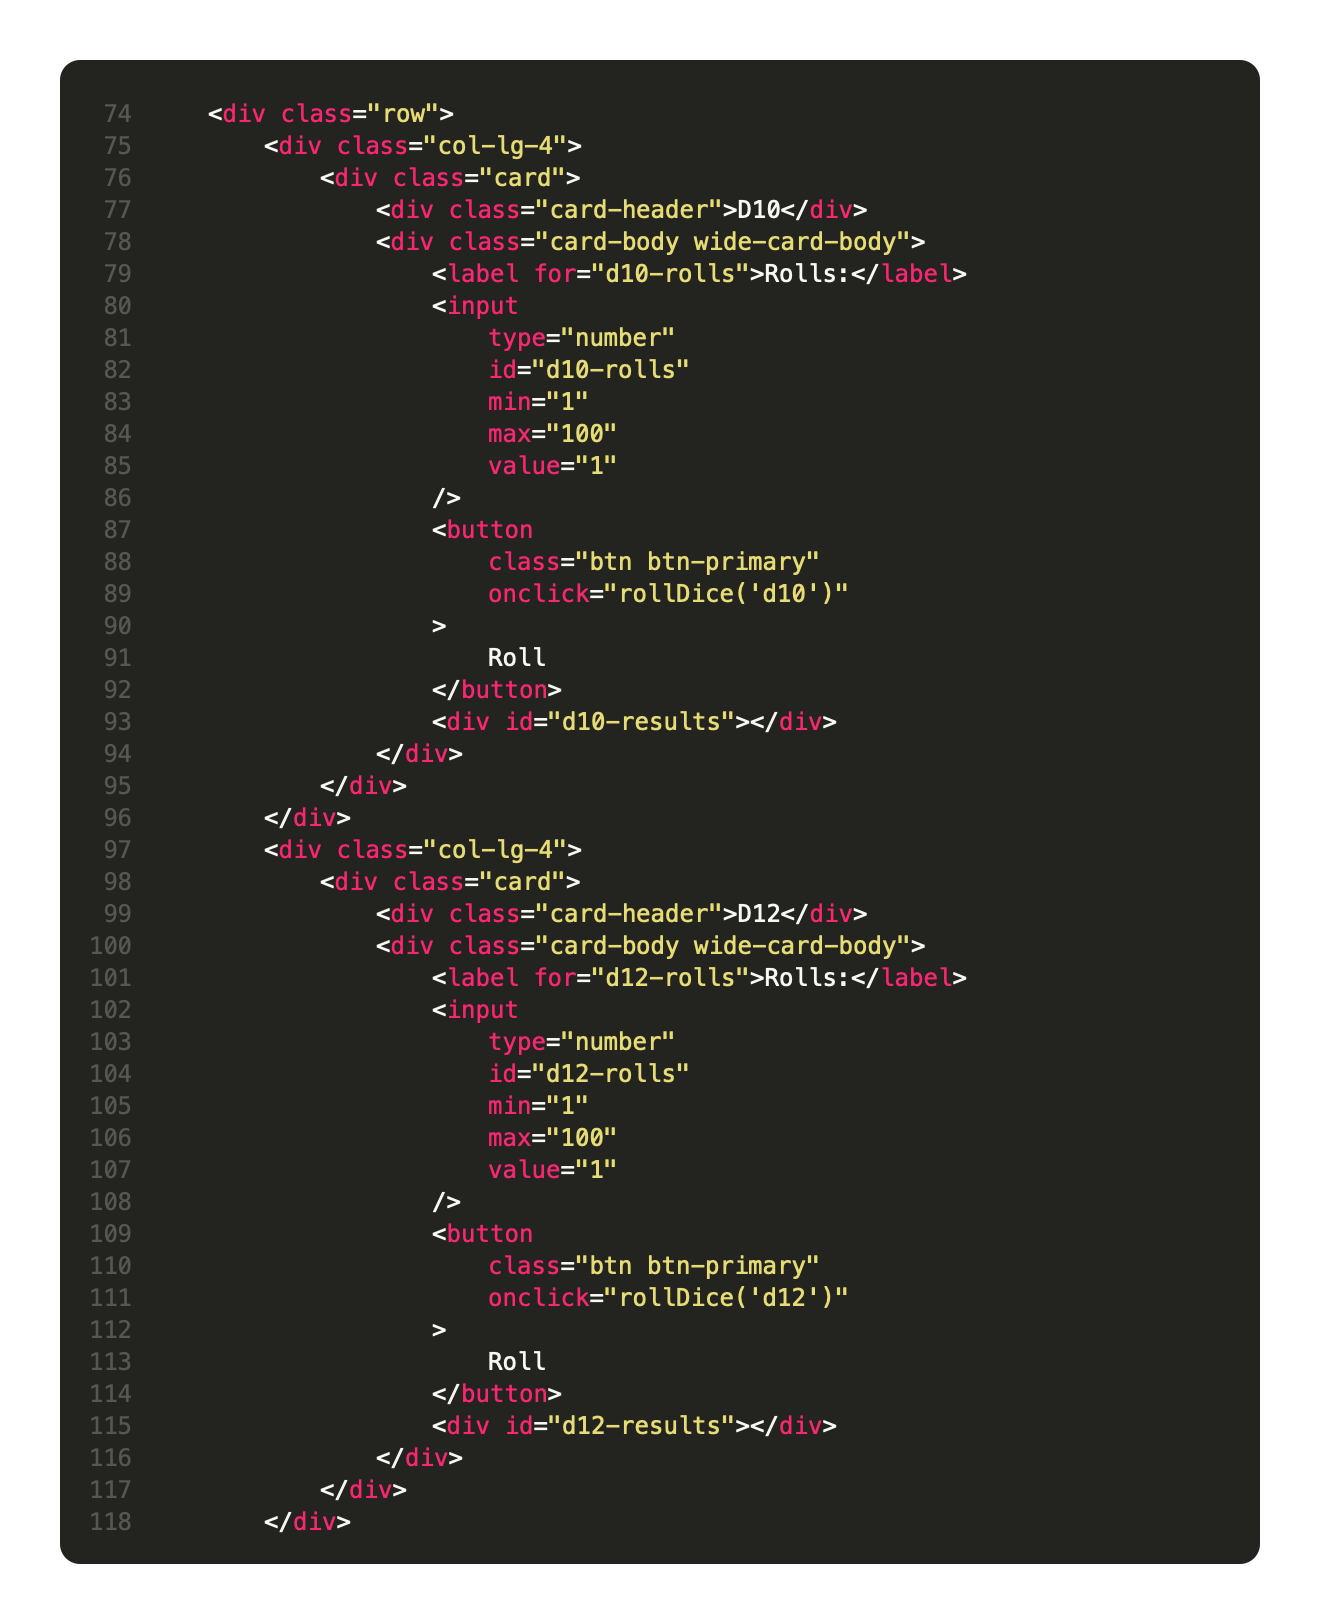 74 <div class="row">
75 <div class="col-lg-4">
76 <div class="card">
77 <div class="card-header">D10</div>
78 <div class="card-body wide-card-body">
79 <label for="d10-rolls">Rolls:</label>
80 <input
81 type="number"
82 id="d10-rolls"
83 min="1"
84 max="100"
85 value="1"
86 />
87 <button
88 class="btn btn-primary"
89 onclick="rollDice('d10')"
90 >
91 Roll
92 </button>
93 <div id="d10-results"></div>
94 </div>
95 </div>
96 </div>
97 <div class="col-lg-4">
98 <div class="card">
99 <div class="card-header">D12</div>
100 <div class="card-body wide-card-body">
101 <label for="d12-rolls">Rolls:</label>
102 <input
103 type="number"
104 id="d12-rolls"
105 min="1"
106 max="100"
107 value="1"
108 />
109 <button
110 class="btn btn-primary"
111 onclick="rollDice('d12')"
112 >
113 Roll
114 </button>
115 <div id="d12-results"></div>
116 </div>
117 </div>
118 </div>